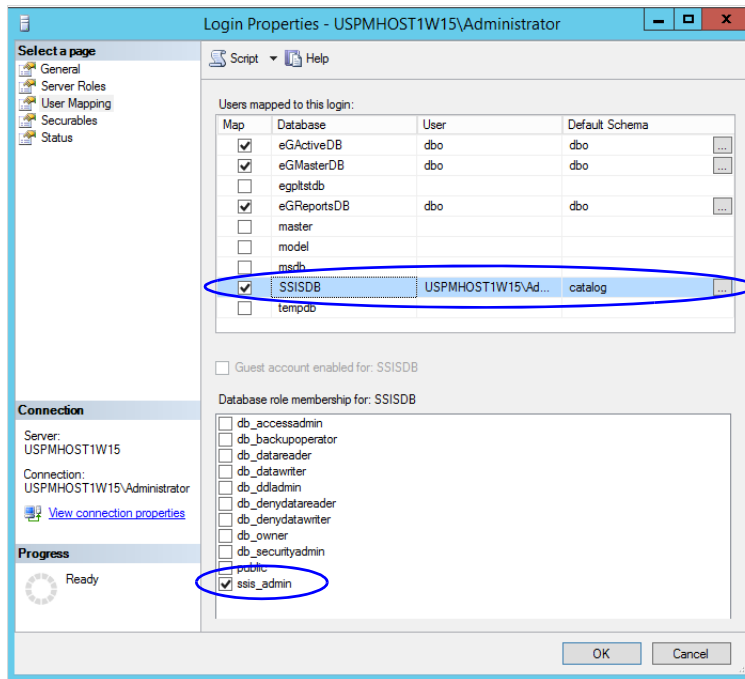 Login Properties - USPMHOST1W15\Administrator
Select a page
General
Server Roles
User Mapping
Securables
Status
Script Help
Users mapped to this login:
Map Database User Default Schema
eGActiveDB dbo dbo ...
eGMasterDB dbo dbo ...
egpltstdb
eGReportsDB dbo dbo ...
master
model
msdb
SSISDB USPMHOST1W15\Ad... catalog ...
tempdb
Guest account enabled for: SSISDB
Database role membership for: SSISDB
db_accessadmin
db_backupoperator
db_datareader
db_datawriter
db_ddladmin
db_denydatareader
db_denydatawriter
db_owner
db_securityadmin
public
ssis_admin
Connection
Server:
USPMHOST1W15
Connection:
USPMHOST1W15\Administrator
View connection properties
Progress
Ready
OK Cancel